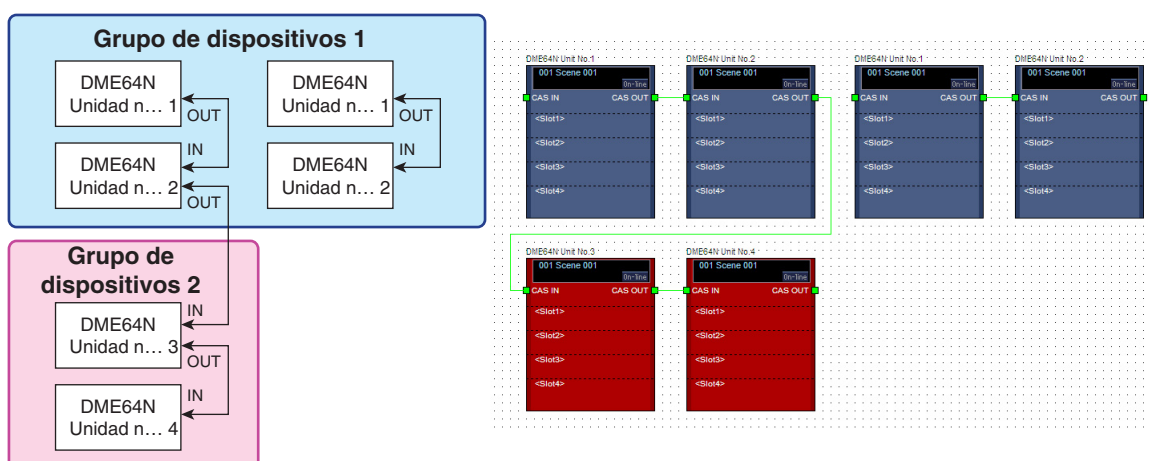 Grupo de dispositivos 1
DME64N
Unidad n… 1
OUT
IN
DME64N
Unidad n… 2
OUT
DME64N
Unidad n… 1
OUT
IN
DME64N
Unidad n… 2
Grupo de
dispositivos 2
IN
DME64N
Unidad n… 3
OUT
IN
DME64N
Unidad n… 4
DME64N Unit No.1
001 Scene 001
On-line
CAS IN CAS OUT
<Slot1>
<Slot2>
<Slot3>
<Slot4>
DME64N Unit No.2
001 Scene 001
On-line
CAS IN CAS OUT
<Slot1>
<Slot2>
<Slot3>
<Slot4>
DME64N Unit No.1
001 Scene 001
On-line
CAS IN CAS OUT
<Slot1>
<Slot2>
<Slot3>
<Slot4>
DME64N Unit No.2
001 Scene 001
On-line
CAS IN CAS OUT
<Slot1>
<Slot2>
<Slot3>
<Slot4>
DME64N Unit No.3
001 Scene 001
On-line
CAS IN CAS OUT
<Slot1>
<Slot2>
<Slot3>
<Slot4>
DME64N Unit No.4
001 Scene 001
On-line
CAS IN CAS OUT
<Slot1>
<Slot2>
<Slot3>
<Slot4>